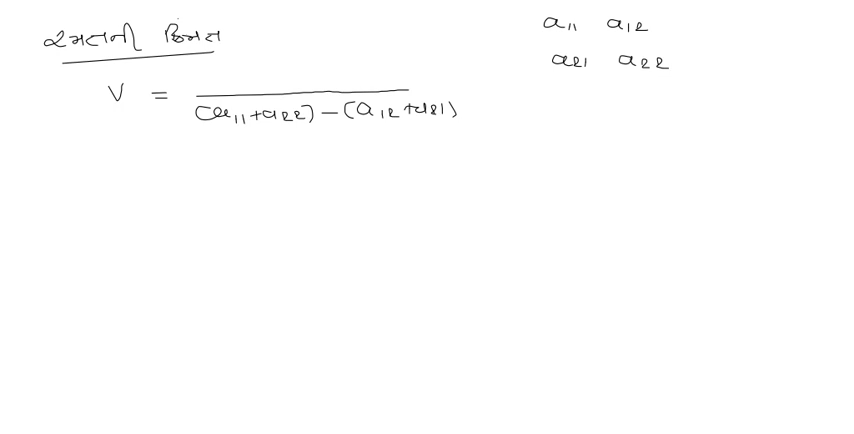 રમતની કિંમત
a11 a12
a21 a22
V = ―――
(a11+a22) − (a12+a21)